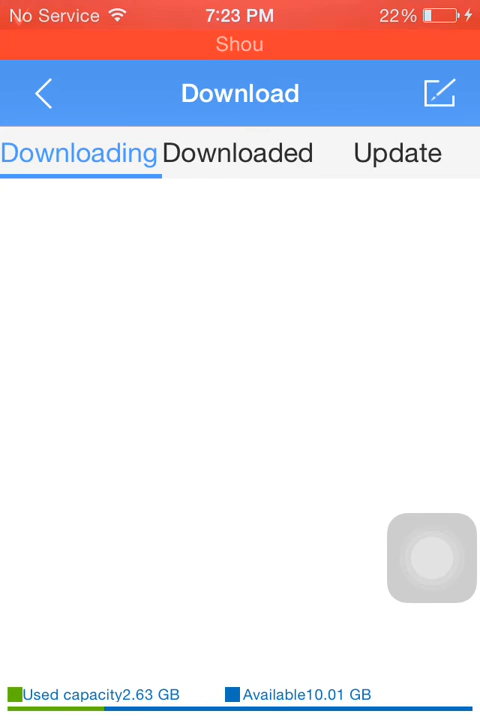 No Service 7:23 PM 22%
Shou
Download
Downloading Downloaded Update
Used capacity2.63 GB Available10.01 GB